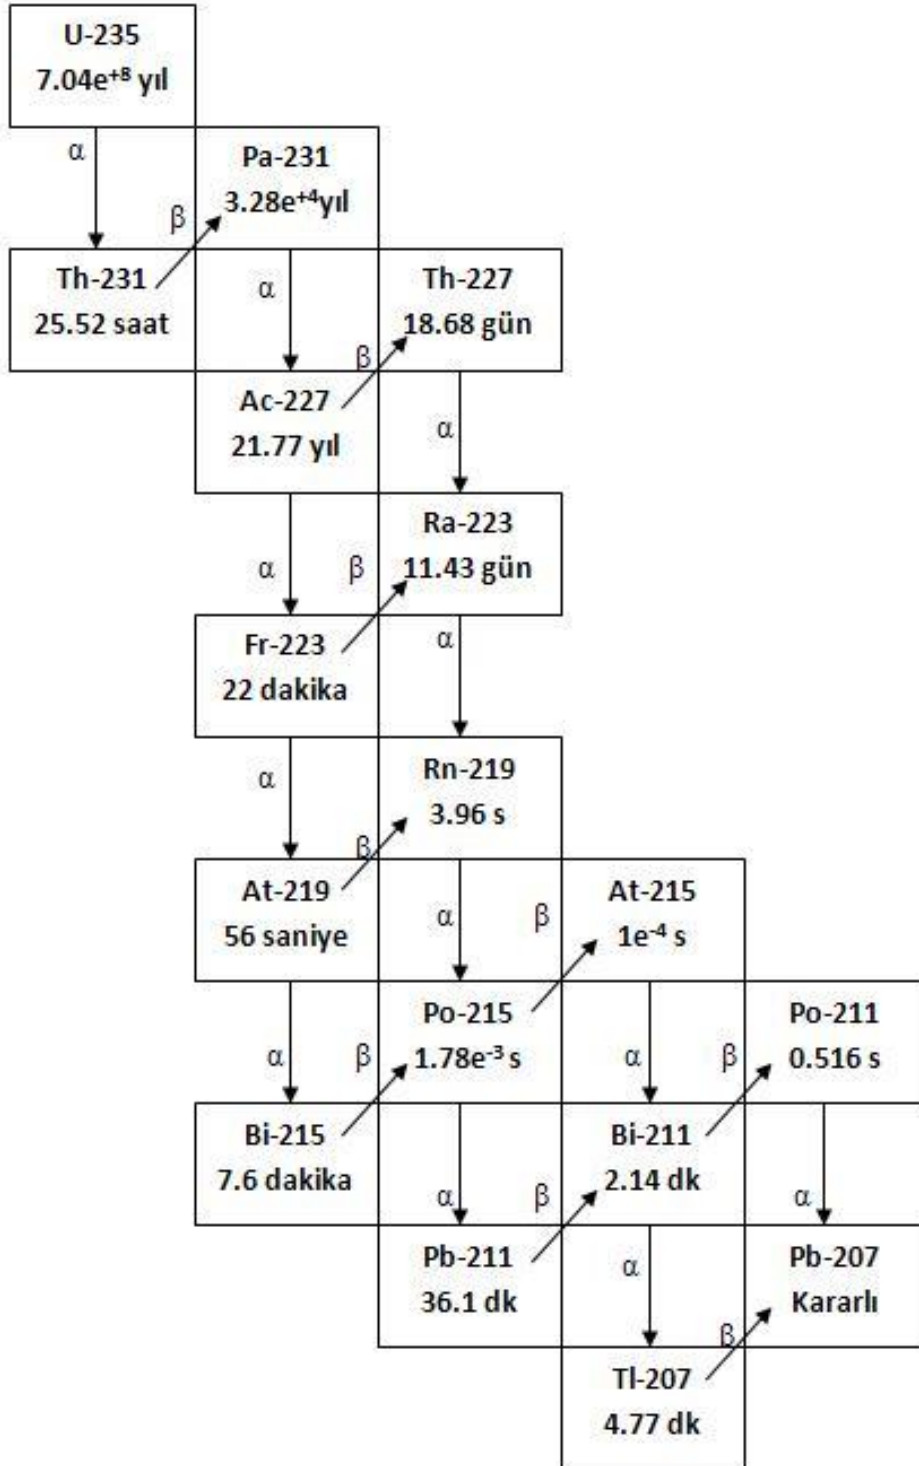 U-235
7.04e⁺⁸ yıl
α
Pa-231
3.28e⁺⁴yıl
β
Th-231
25.52 saat
α
Th-227
18.68 gün
β
Ac-227
21.77 yıl
α
Ra-223
11.43 gün
α
β
Fr-223
22 dakika
α
Rn-219
3.96 s
α
β
At-219
56 saniye
α
β
At-215
1e⁻⁴ s
Po-215
1.78e⁻³ s
Po-211
0.516 s
α
β
α
β
Bi-215
7.6 dakika
Bi-211
2.14 dk
α
β
α
Pb-211
36.1 dk
α
Pb-207
Kararlı
β
Tl-207
4.77 dk